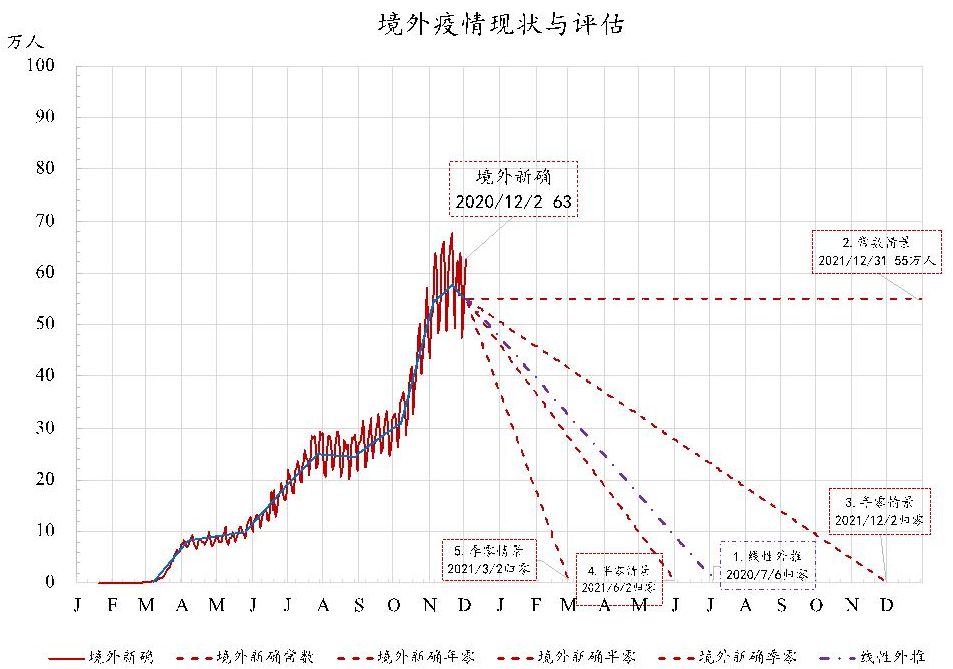 境外疫情现状与评估
万人
100
90
80
70
60
50
40
30
20
10
0
境外新确
2020/12/2 63
2.常数情景
2021/12/31 55万人
3.年零情景
2021/12/2归零
5.季零情景
2021/3/2归零
4.半零情景
2021/6/2归零
1.线性外推
2020/7/6归零
J F M A M J J A S O N D J F M A M J J A S O N D
境外新确 境外新确常数 境外新确年零 境外新确半零 境外新确季零 线性外推